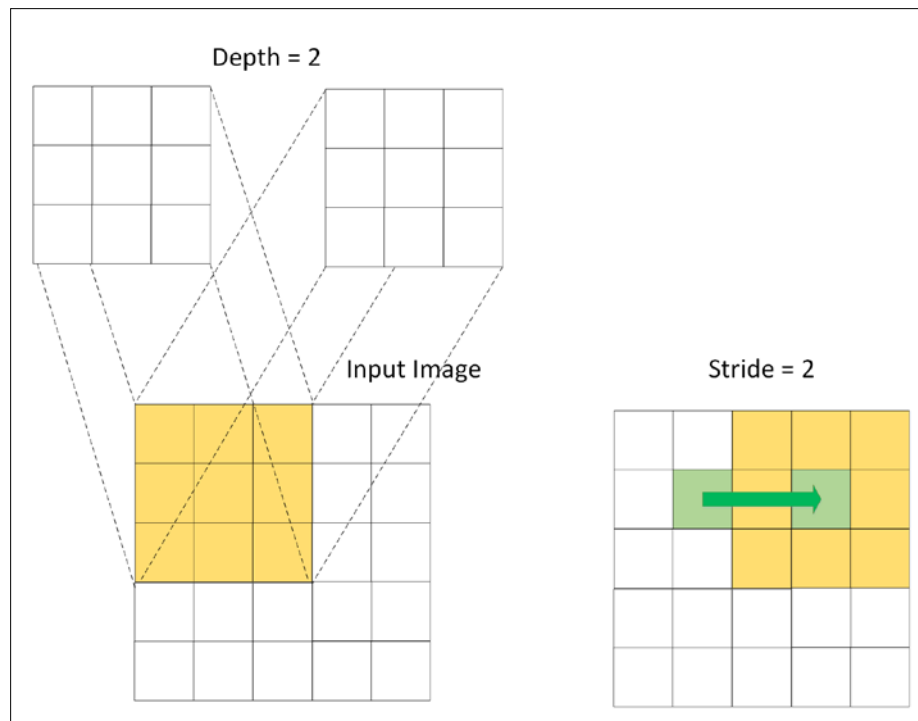 Depth = 2
Input Image
Stride = 2